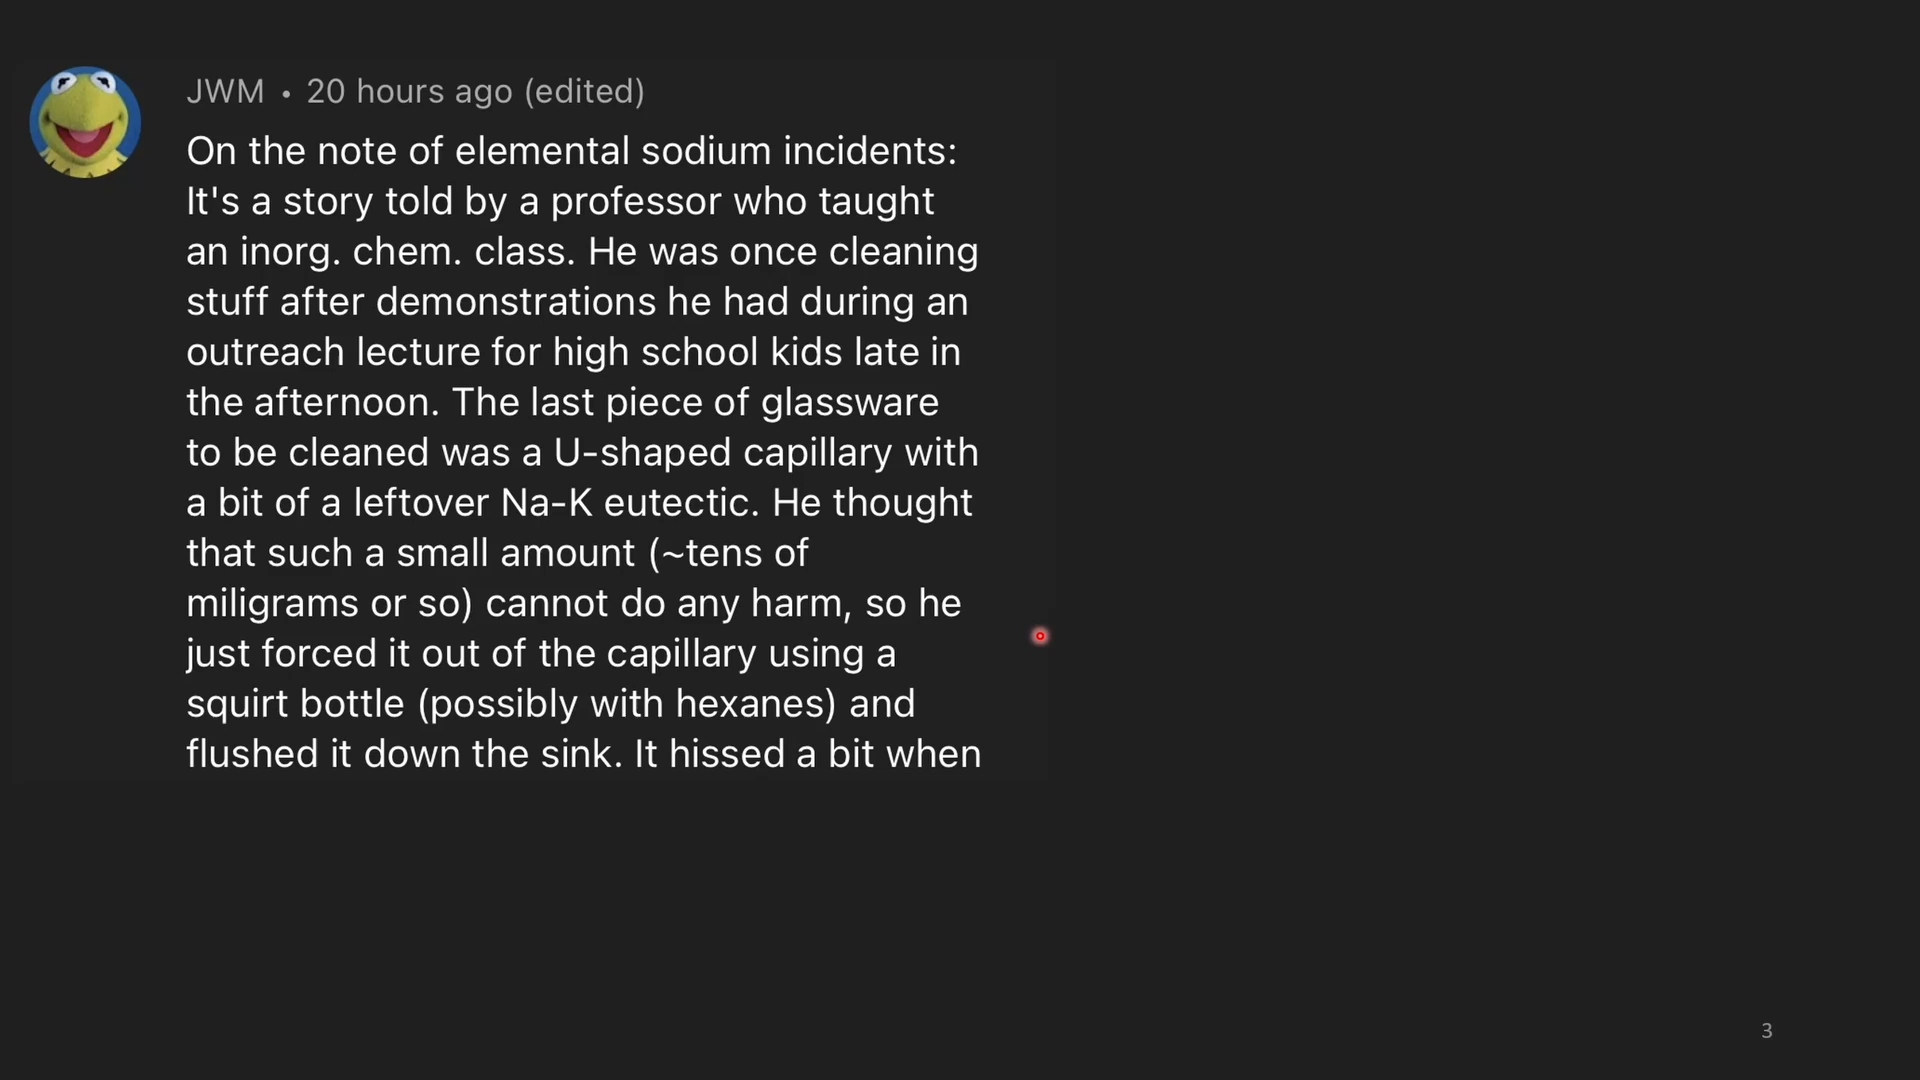 JWM • 20 hours ago (edited)
On the note of elemental sodium incidents:
It's a story told by a professor who taught
an inorg. chem. class. He was once cleaning
stuff after demonstrations he had during an
outreach lecture for high school kids late in
the afternoon. The last piece of glassware
to be cleaned was a U-shaped capillary with
a bit of a leftover Na-K eutectic. He thought
that such a small amount (~tens of
miligrams or so) cannot do any harm, so he
just forced it out of the capillary using a
squirt bottle (possibly with hexanes) and
flushed it down the sink. It hissed a bit when
3